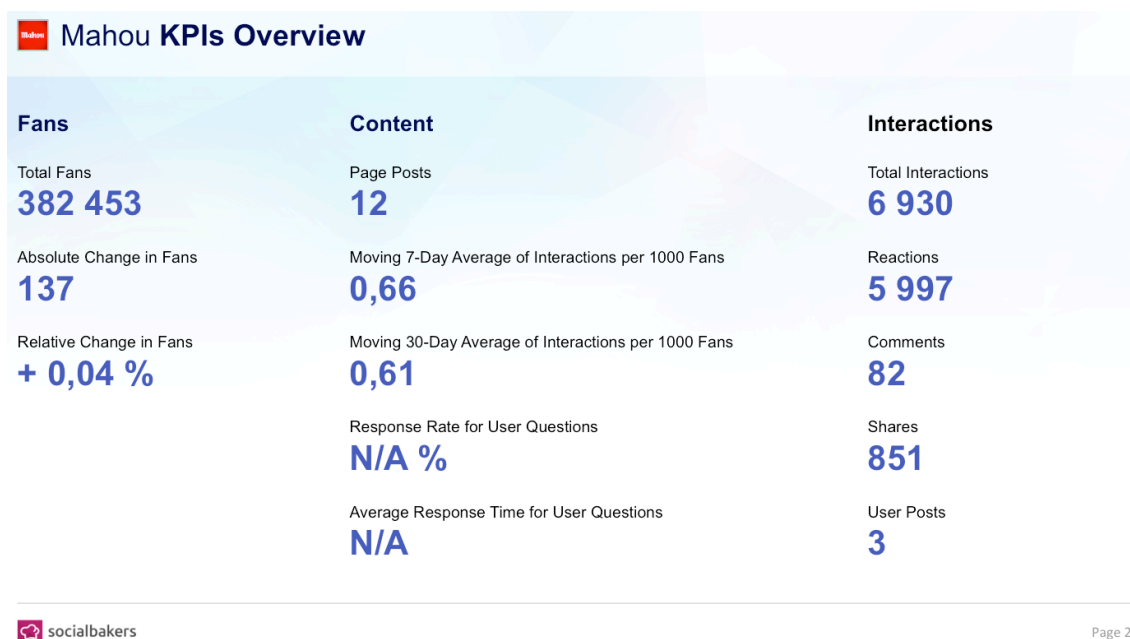 Mahou
Mahou KPIs Overview
Fans
Total Fans
382 453
Absolute Change in Fans
137
Relative Change in Fans
+ 0,04 %
Content
Page Posts
12
Moving 7-Day Average of Interactions per 1000 Fans
0,66
Moving 30-Day Average of Interactions per 1000 Fans
0,61
Response Rate for User Questions
N/A %
Average Response Time for User Questions
N/A
Interactions
Total Interactions
6 930
Reactions
5 997
Comments
82
Shares
851
User Posts
3
socialbakers
Page 2